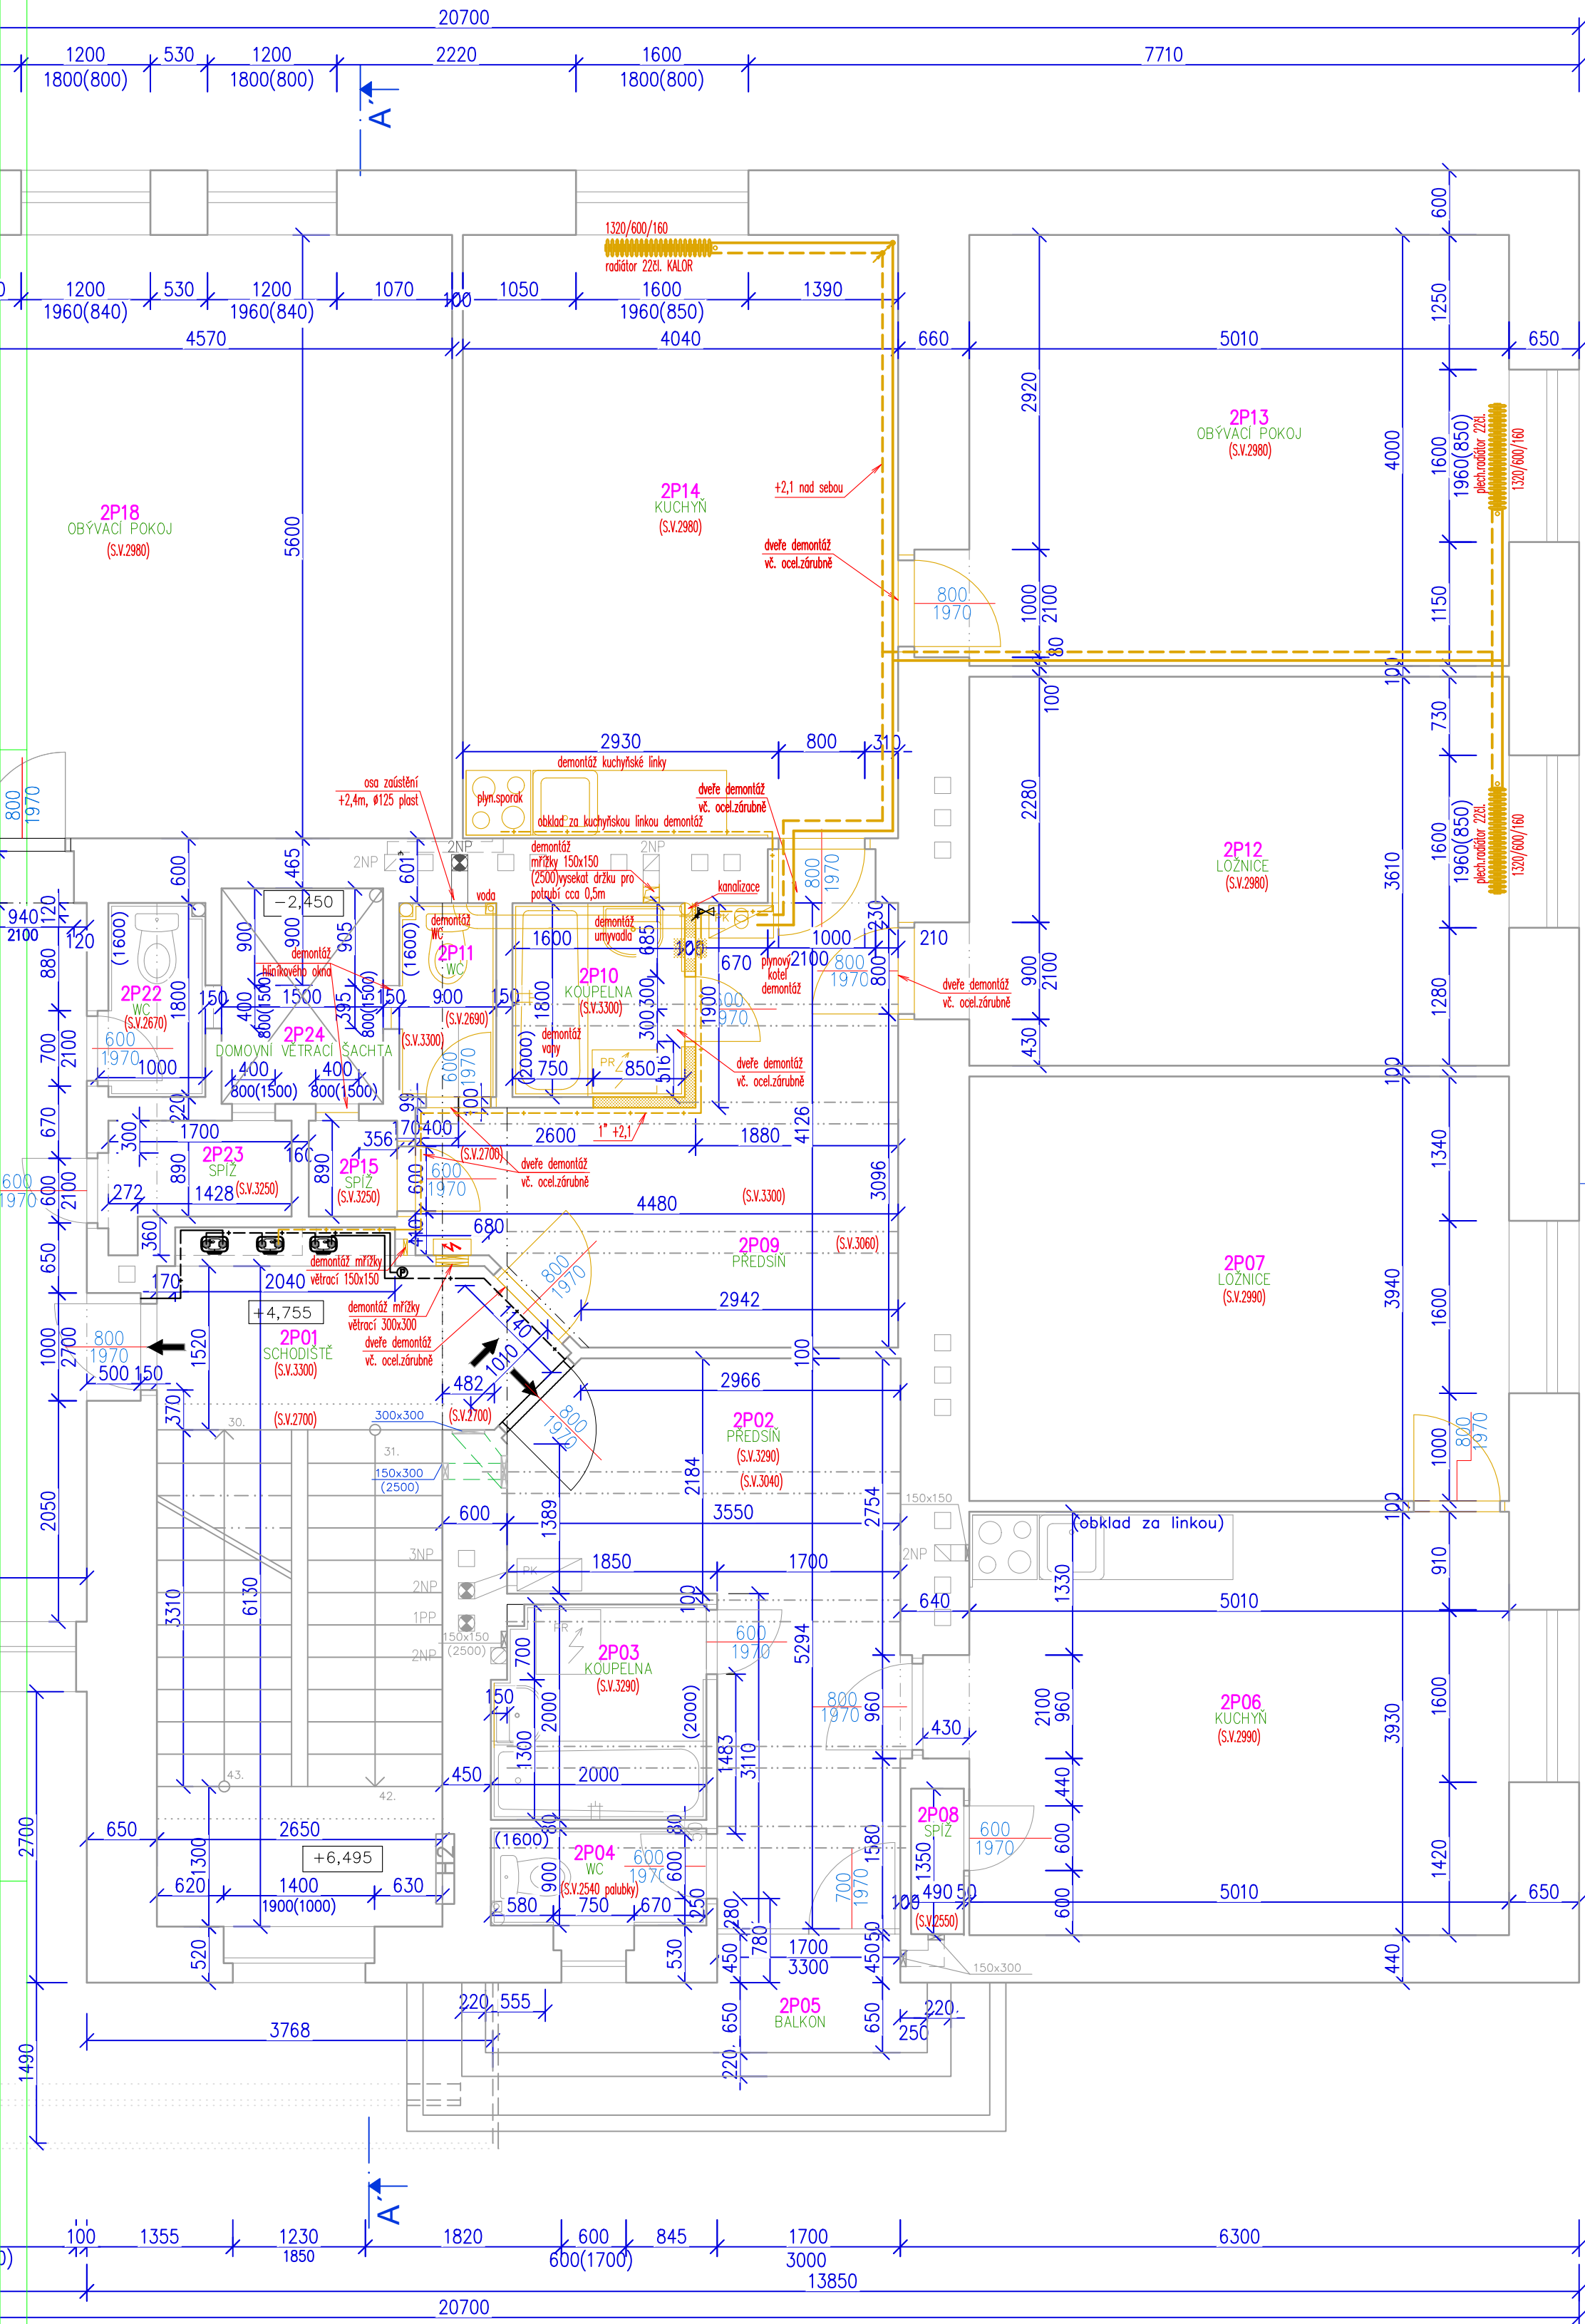 20700
1200 530 1200 2220 1600 7710
1800(800) 1800(800) 1800(800)
A´
600
1320/600/160
radiátor 22čl. KALOR
1200 530 1200 1070 100 1050 1600 1390
1960(840) 1960(840) 1960(850)
1250
4570 4040 660 5010 650
2920
2P13
OBÝVACÍ POKOJ
(S.V.2980)
4000
1600
1960(850)
plech.radiátor 22čl.
1320/600/160
+2,1 nad sebou
2P14
KUCHYŇ
(S.V.2980)
2P18
OBÝVACÍ POKOJ
(S.V.2980)
5600
dveře demontáž
vč. ocel.zárubně
800
1970
1000
2100
1150
80
100
100
730
2930 800 310
demontáž kuchyňské linky
osa zaústění
+2,4m, ø125 plast
plyn.sporák
dveře demontáž
vč. ocel.zárubně
800
1970
2280
obklad za kuchyňskou linkou demontáž
1600
1960(850)
plech.radiátor 22čl.
1320/600/160
600
465
2NP
601
2NP
2NP
demontáž
mřížky 150x150
(2500)vysekat držku pro
potrubí cca 0,5m
800
1970
2P12
LOŽNICE
(S.V.2980)
3610
-2,450
voda
kanalizace
940
2100
120
120
(1600)
900
900
905
demontáž
WC
demontáž
umyvadla
PK
230
880
demontáž
hliníkového okna
(1600)
2P11
WC
1600
685
100
1000
2100
210
2P22
WC
(S.V.2670)
1800
150
400
800(1500)
1500
395
800(1500)
150
900
150
2P10
KOUPELNA
(S.V.3300)
670
plynový
kotel
demontáž
800
1970
800
900
2100
dveře demontáž
vč. ocel.zárubně
1280
2P24
DOMOVNÍ VĚTRACÍ ŠACHTA
(S.V.3300)
(S.V.2690)
1800
300
300
1900
600
1970
430
700
2100
600
1970
1000
400
800(1500)
400
800(1500)
600
1970
demontáž
vany
(2000)
750
PR
850
516
dveře demontáž
vč. ocel.zárubně
100
220
99
100
670
300
1700
160
356
170
400
2600
1" +2,1
1880
4126
1340
2P23
SPÍŽ
(S.V.3250)
890
890
2P15
SPÍŽ
(S.V.3250)
(S.V.2700)
dveře demontáž
vč. ocel.zárubně
3096
600
1970
600
2100
272
1428
600
600
1970
4480
(S.V.3300)
360
410
680
2P09
PŘEDSÍŇ
(S.V.3060)
650
demontáž mřížky
větrací 150x150
800
1970
2P07
LOŽNICE
(S.V.2990)
3940
1600
170
2040
+4,755
demontáž mřížky
větrací 300x300
1140
2942
1000
2700
800
1970
1520
2P01
SCHODIŠTĚ
(S.V.3300)
dveře demontáž
vč. ocel.zárubně
1010
100
500 150
482
2966
370
30.
(S.V.2700)
300x300
(S.V.2700)
800
1970
2P02
PŘEDSÍŇ
(S.V.3290)
(S.V.3040)
1000
800
1970
31.
150x300
(2500)
2184
2754
150x150
2050
600
1389
3550
100
(obklad za linkou)
3NP
2NP
PK
1850
1700
2NP
1330
910
3310
6130
1PP
100
640
5010
150x150
(2500)
2NP
PR
700
2P03
KOUPELNA
(S.V.3290)
600
1970
5294
150
2000
(2000)
800
1970
960
2100
960
2P06
KUCHYŇ
(S.V.2990)
3930
1600
1300
1483
3110
430
43.
42.
450
2000
440
2700
650
2650
80
80
2P08
SPÍŽ
600
1970
+6,495
H2
(1600)
2P04
WC
(S.V.2540 palubky)
600
1970
600
1580
1350
600
1420
1300
620 1400 630
1900(1000)
900
580 750 670
250
700
1970
100
490 50
(S.V.2550)
600
5010
650
280
520
530
450
780
1700
3300
450
50
150x300
440
220 555
650
2P05
BALKÓN
650
220
250
3768
1490
220
A´
100 1355 1230 1820 600 845 1700 6300
1850 600(1700) 3000
13850
20700